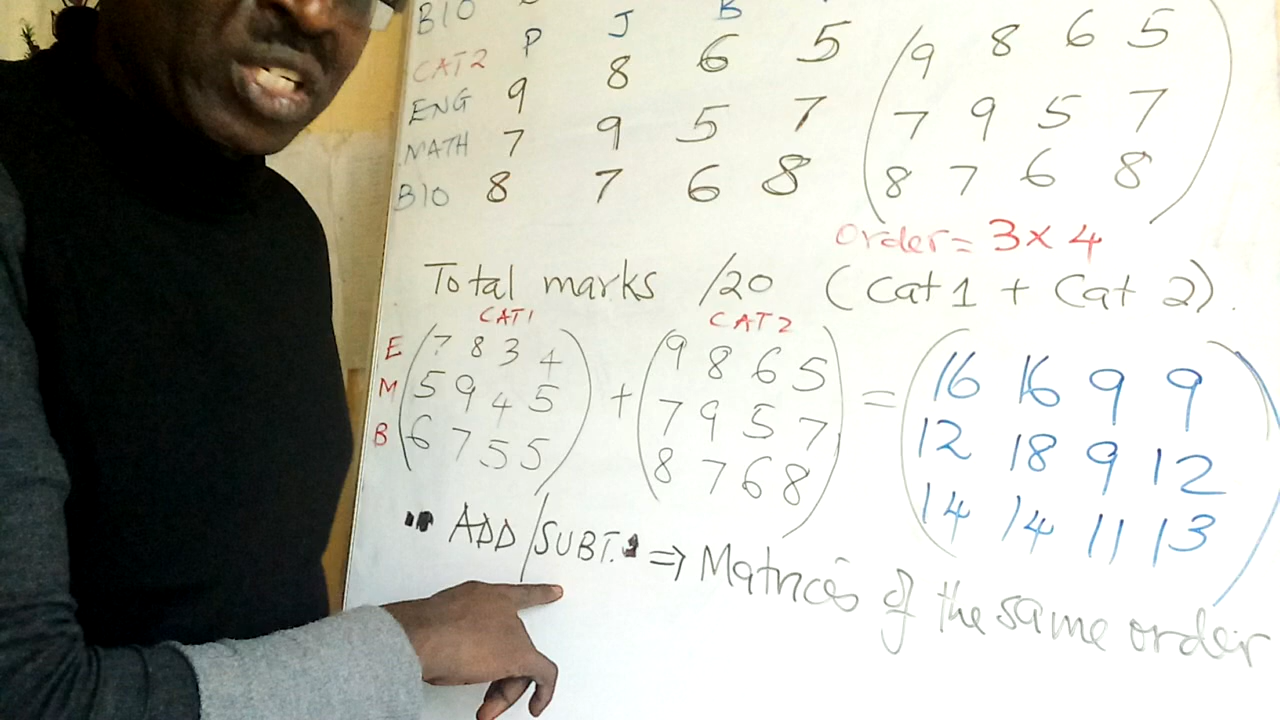 BIO
P J B
CAT2
ENG 9 8 6 5
MATH 7 9 5 7
BIO 8 7 6 8
9 8 6 5
7 9 5 7
8 7 6 8
Order = 3 x 4
Total marks /20 (Cat 1 + Cat 2).
CAT1 CAT2
E ( 7 8 3 4 ) ( 9 8 6 5 ) ( 16 16 9 9 )
M ( 5 9 4 5 ) + ( 7 9 5 7 ) = ( 12 18 9 12 )
B ( 6 7 5 5 ) ( 8 7 6 8 ) ( 14 14 11 13 )
ADD/SUBT. ⇒ Matrices of the same order